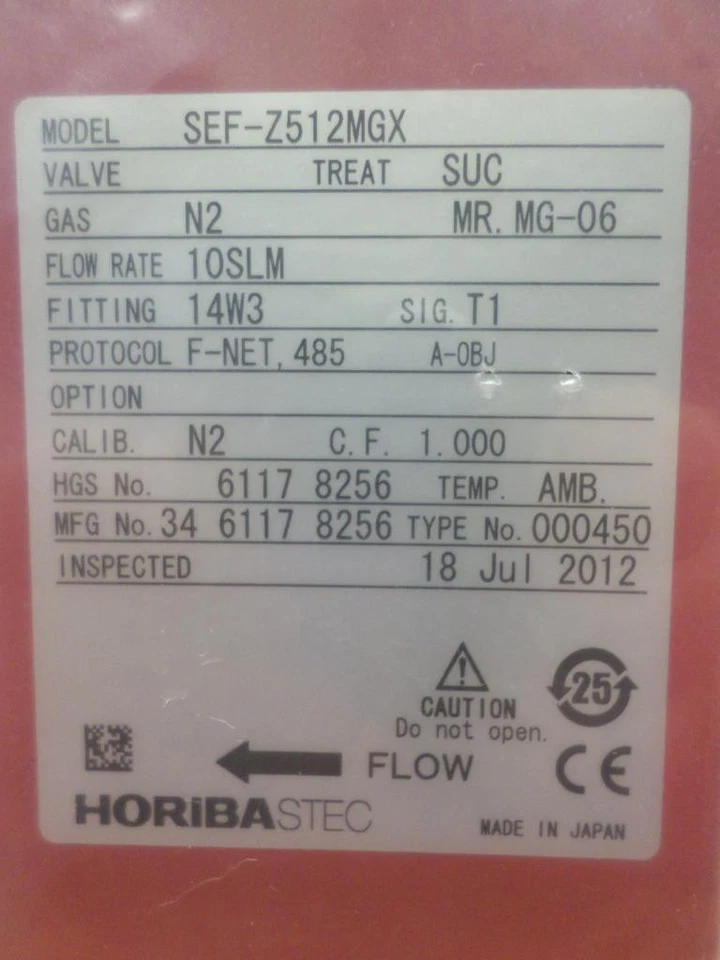 MODEL SEF-Z512MGX
VALVE TREAT SUC
GAS N2 MR. MG-06
FLOW RATE 10SLM
FITTING 14W3 SIG. T1
PROTOCOL F-NET, 485 A-OBJ
OPTION
CALIB. N2 C.F. 1.000
HGS No. 6117 8256 TEMP. AMB.
MFG No. 34 6117 8256 TYPE No. 000450
INSPECTED 18 Jul 2012
CAUTION
Do not open.
25
FLOW
CE
HORiBASTEC
MADE IN JAPAN